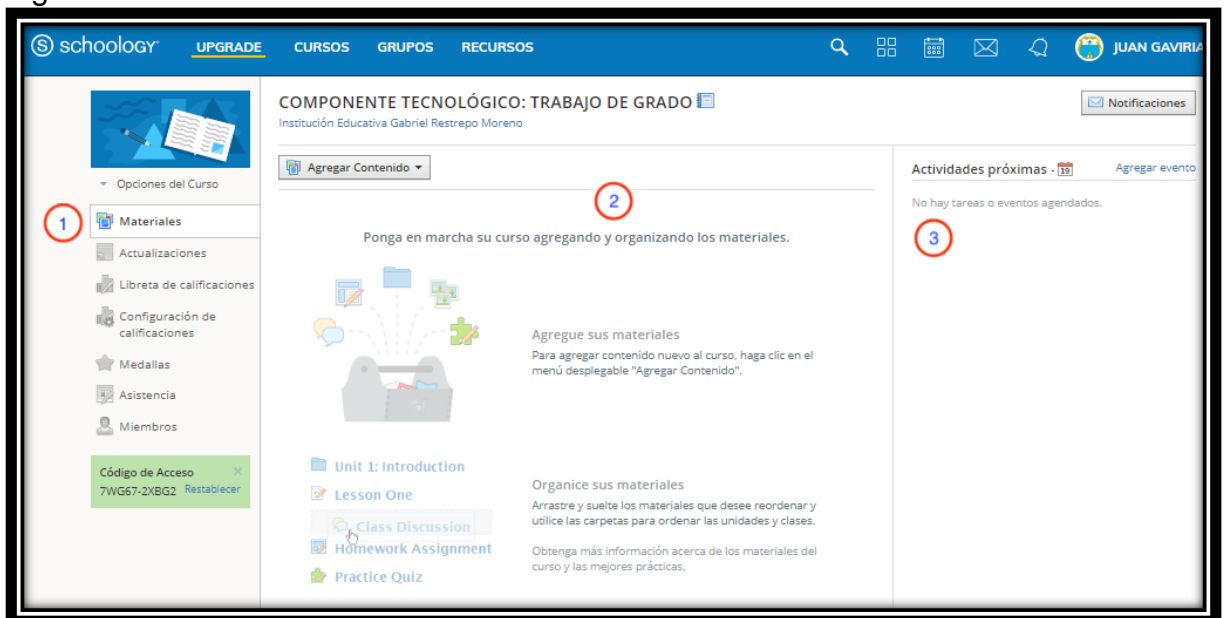 schoology UPGRADE CURSOS GRUPOS RECURSOS JUAN GAVIRIA
COMPONENTE TECNOLÓGICO: TRABAJO DE GRADO
Institución Educativa Gabriel Restrepo Moreno
Notificaciones
Opciones del Curso
1
Materiales
Actualizaciones
Libreta de calificaciones
Configuración de
calificaciones
Medallas
Asistencia
Miembros
Código de Acceso
7WG67-2XBG2 Restablecer
Agregar Contenido
2
Ponga en marcha su curso agregando y organizando los materiales.
Agregue sus materiales
Para agregar contenido nuevo al curso, haga clic en el
menú desplegable "Agregar Contenido".
Unit 1: Introduction
Lesson One
Class Discussion
Homework Assignment
Practice Quiz
Organice sus materiales
Arrastre y suelte los materiales que desee reordenar y
utilice las carpetas para ordenar las unidades y clases.
Obtenga más información acerca de los materiales del
curso y las mejores prácticas.
Actividades próximas - 19 Agregar evento
No hay tareas o eventos agendados.
3